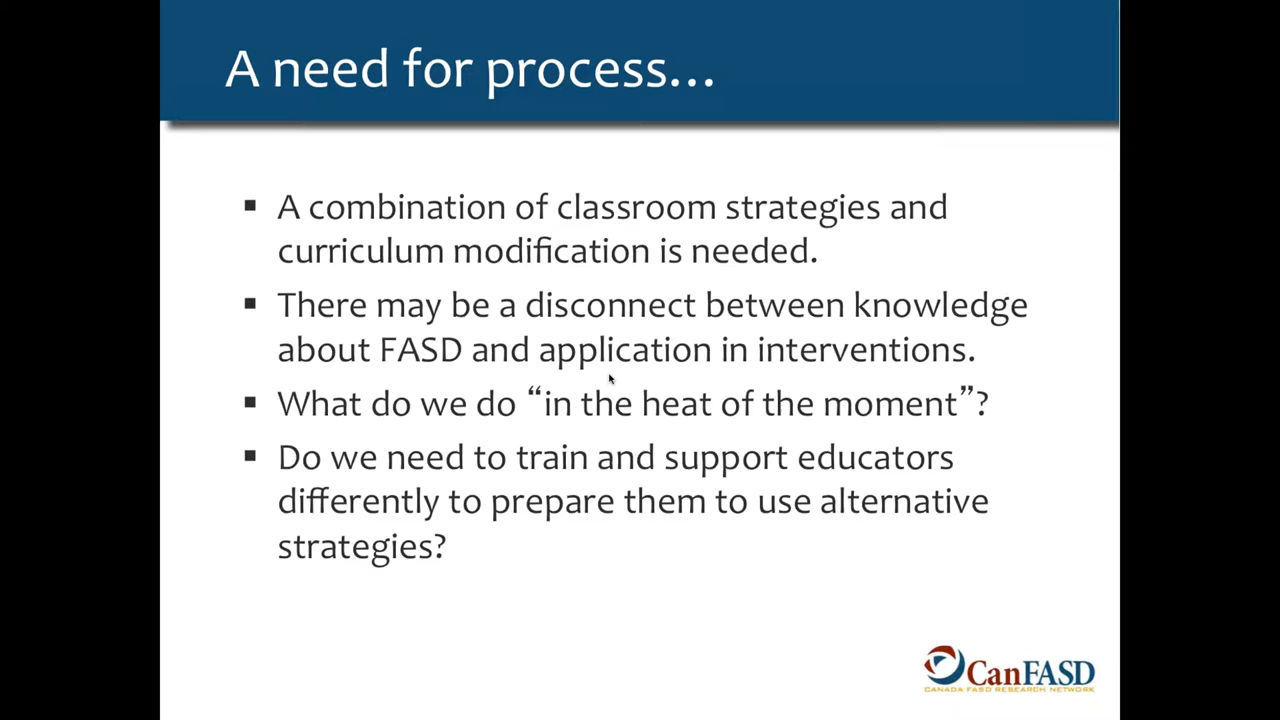 A need for process…
▪ A combination of classroom strategies and
curriculum modification is needed.
▪ There may be a disconnect between knowledge
about FASD and application in interventions.
▪ What do we do “in the heat of the moment”?
▪ Do we need to train and support educators
differently to prepare them to use alternative
strategies?
CanFASD
CANADA FASD RESEARCH NETWORK